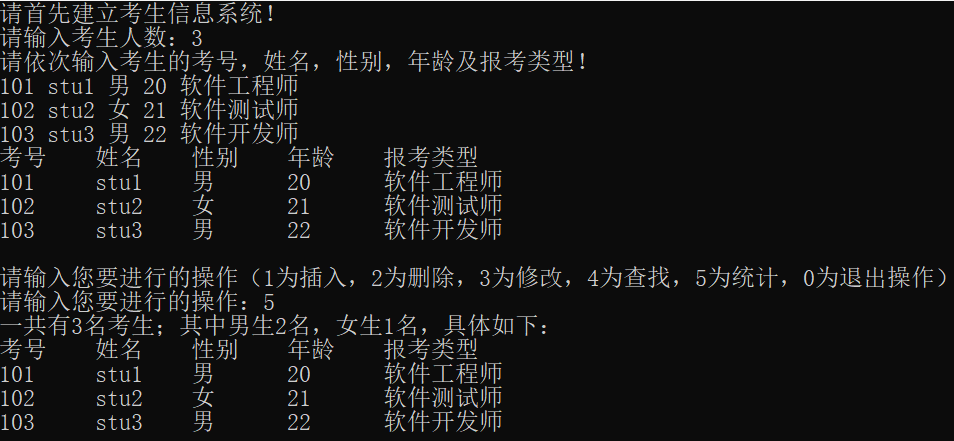 请首先建立考生信息系统！
请输入考生人数：3
请依次输入考生的考号，姓名，性别，年龄及报考类型！
101 stu1 男 20 软件工程师
102 stu2 女 21 软件测试师
103 stu3 男 22 软件开发师
考号 姓名 性别 年龄 报考类型
101 stu1 男 20 软件工程师
102 stu2 女 21 软件测试师
103 stu3 男 22 软件开发师
请输入您要进行的操作（1为插入，2为删除，3为修改，4为查找，5为统计，0为退出操作）
请输入您要进行的操作：5
一共有3名考生；其中男生2名，女生1名，具体如下：
考号 姓名 性别 年龄 报考类型
101 stu1 男 20 软件工程师
102 stu2 女 21 软件测试师
103 stu3 男 22 软件开发师